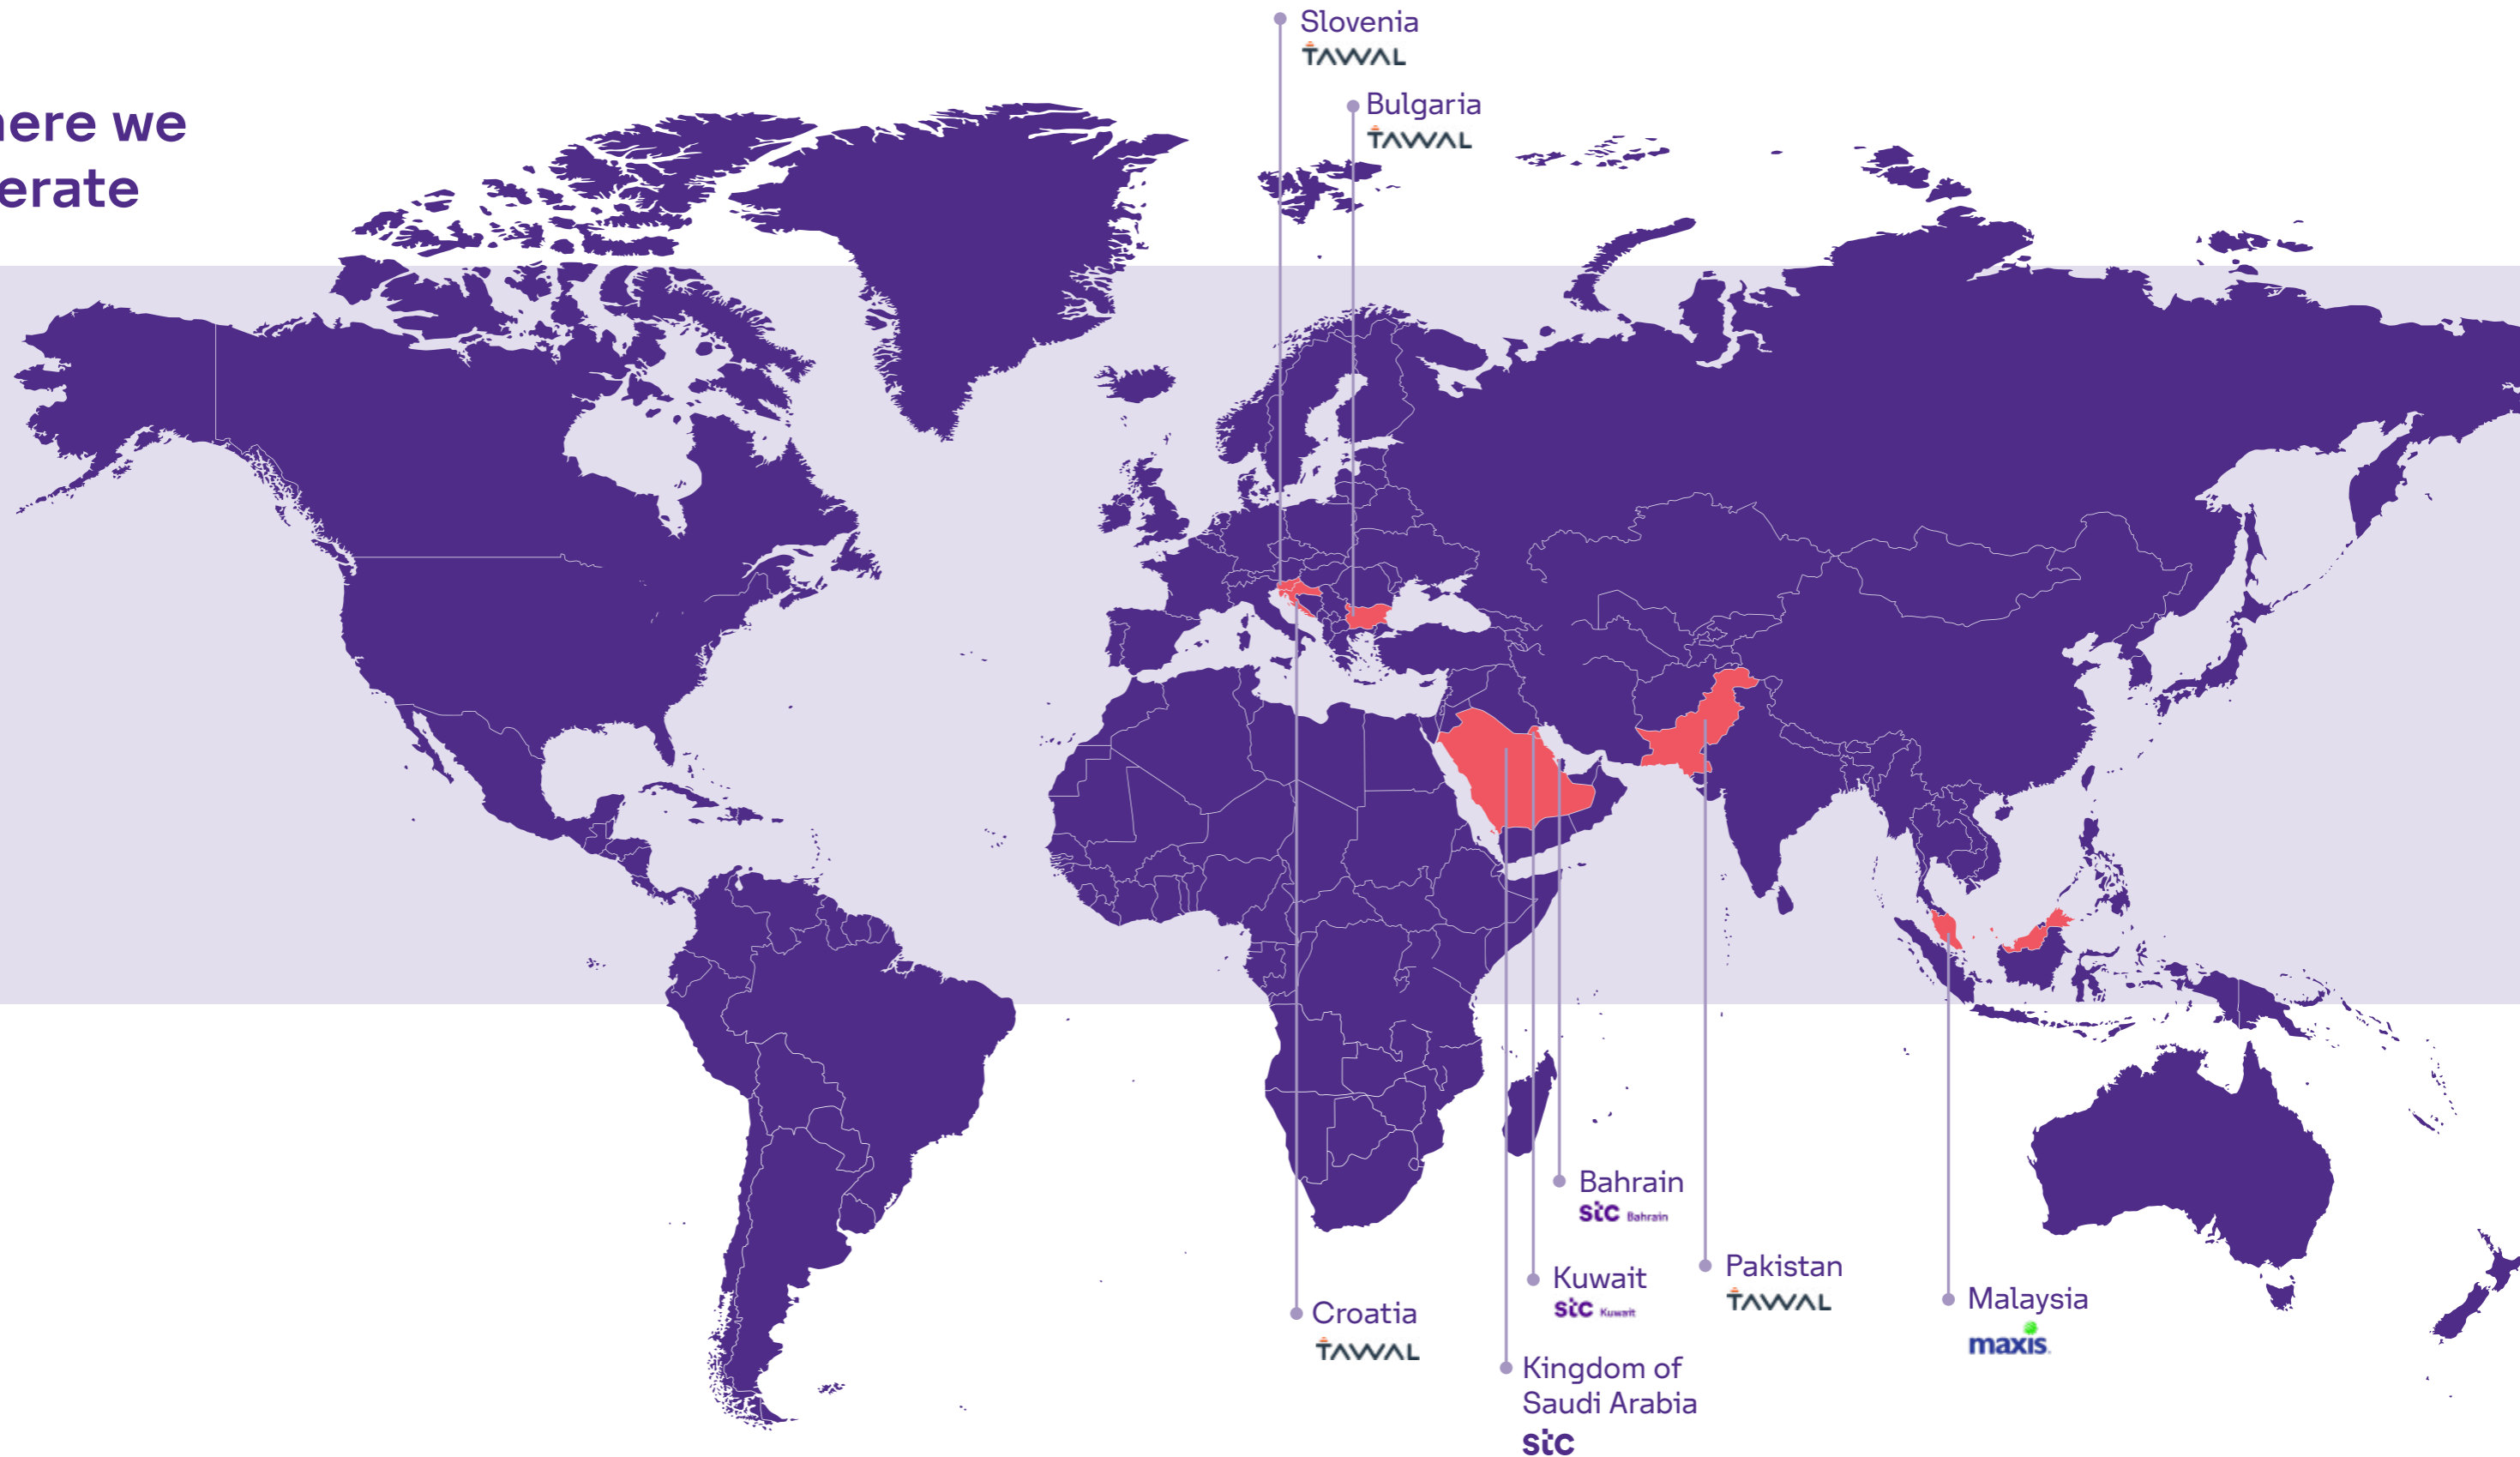 here we
erate
Slovenia
TAWAL
Bulgaria
TAWAL
Bahrain
stc Bahrain
Kuwait
stc Kuwait
Pakistan
TAWAL
Malaysia
maxis
Croatia
TAWAL
Kingdom of
Saudi Arabia
stc